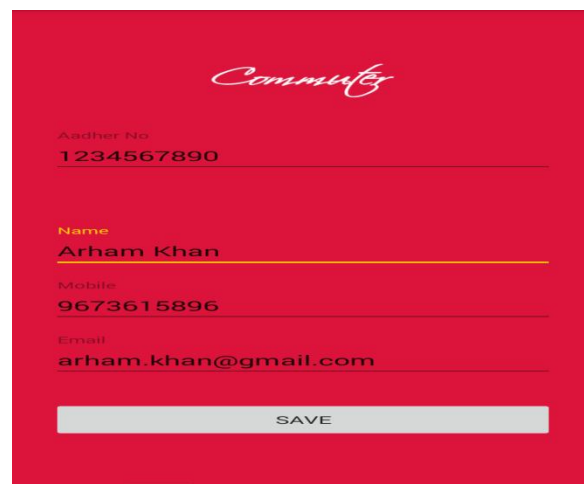 Commuter
Aadher No
1234567890
Name
Arham Khan
Mobile
9673615896
Email
arham.khan@gmail.com
SAVE